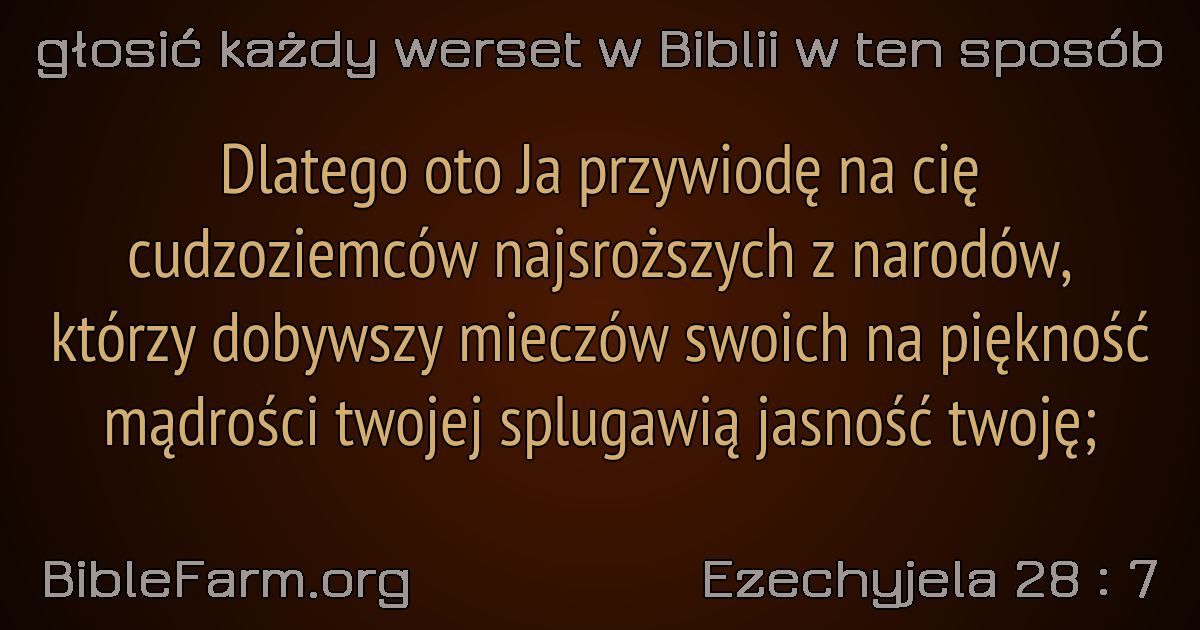 głosić każdy werset w Biblii w ten sposób
Dlatego oto Ja przywiodę na cię
cudzoziemców najsroższych z narodów,
którzy dobywszy mieczów swoich na piękność
mądrości twojej splugawią jasność twoję;
BibleFarm.org
Ezechyjela 28 : 7